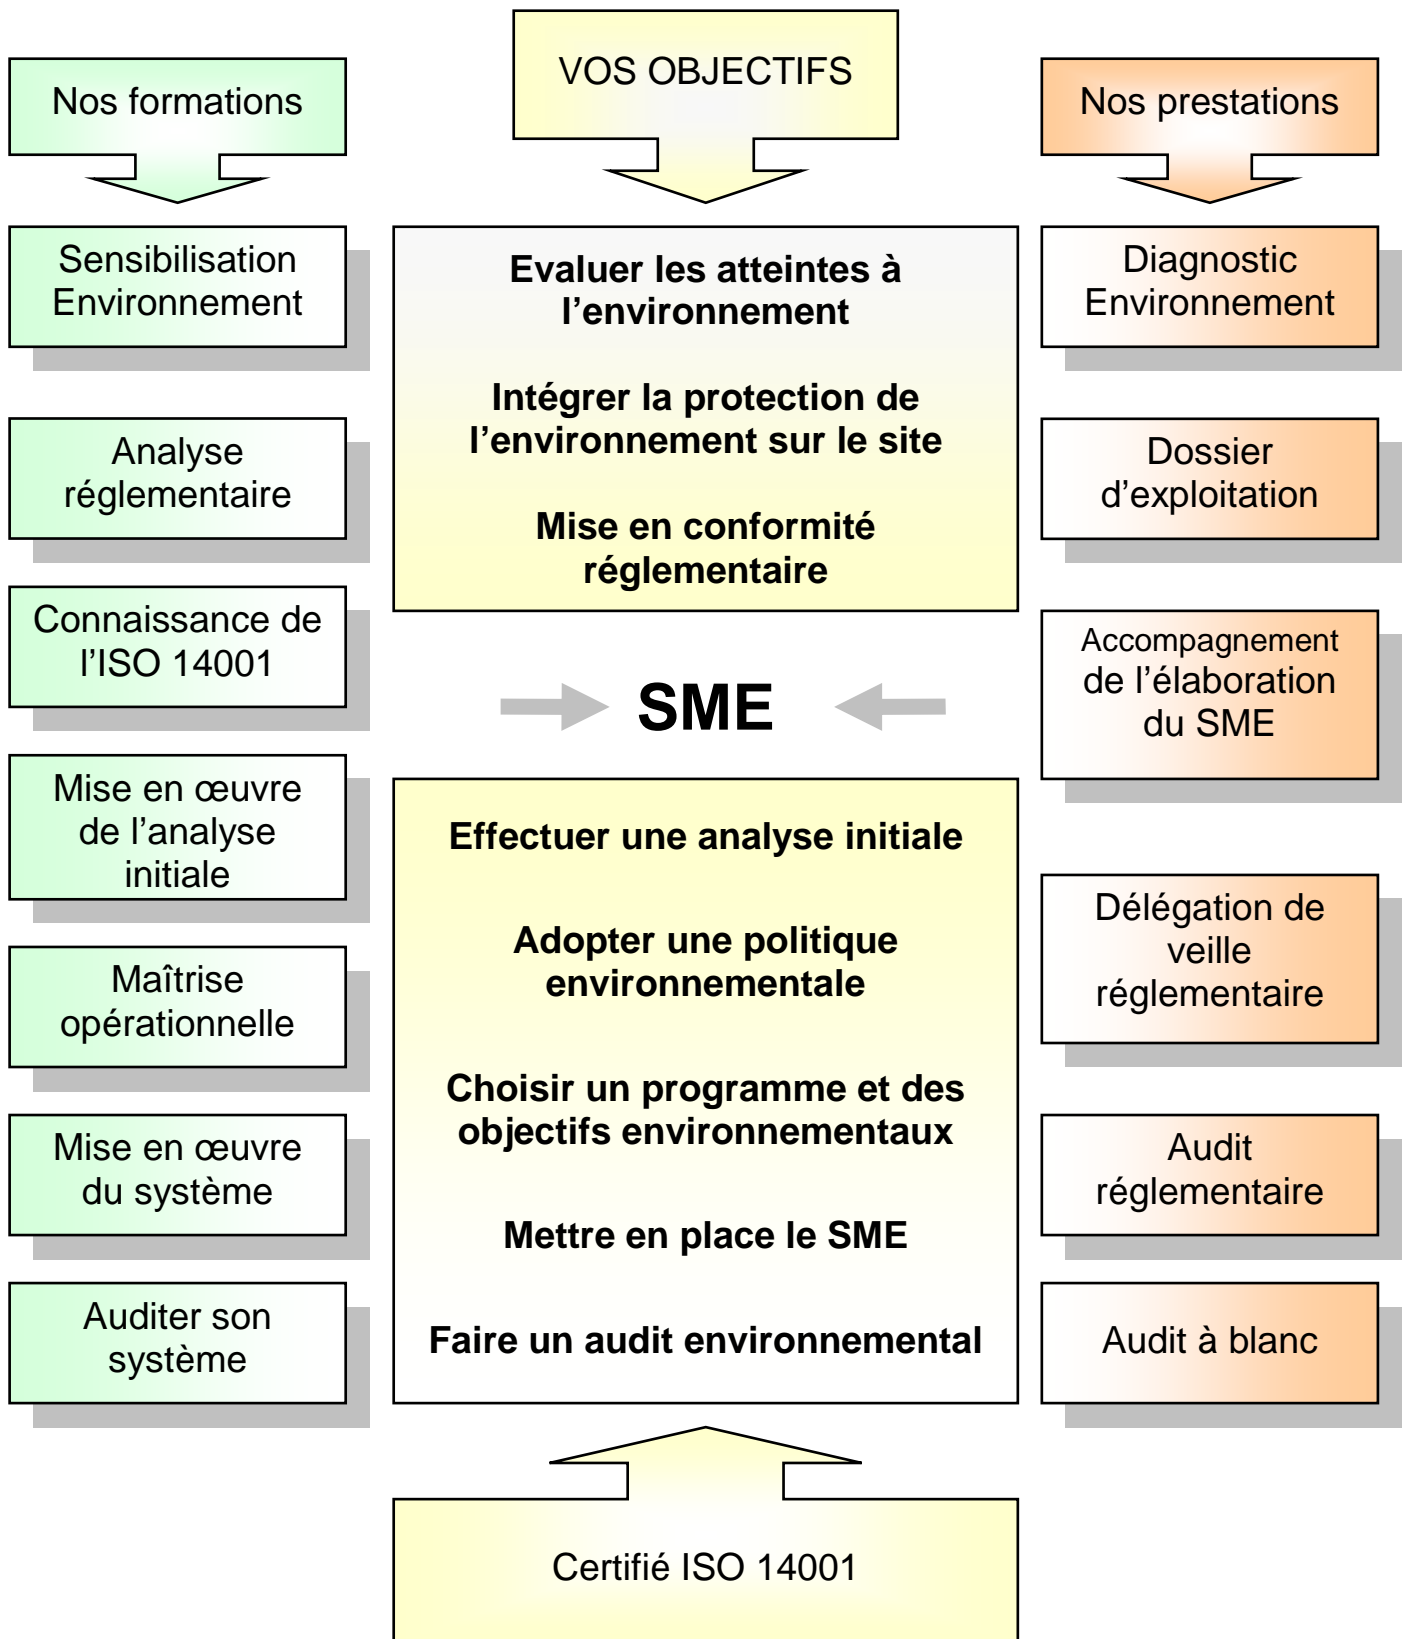 VOS OBJECTIFS
Nos formations
Nos prestations
Sensibilisation
Environnement
Analyse
réglementaire
Connaissance de
l’ISO 14001
Mise en œuvre
de l’analyse
initiale
Maîtrise
opérationnelle
Mise en œuvre
du système
Auditer son
système
Evaluer les atteintes à
l’environnement
Intégrer la protection de
l’environnement sur le site
Mise en conformité
réglementaire
SME
Effectuer une analyse initiale
Adopter une politique
environnementale
Choisir un programme et des
objectifs environnementaux
Mettre en place le SME
Faire un audit environnemental
Diagnostic
Environnement
Dossier
d’exploitation
Accompagnement
de l’élaboration
du SME
Délégation de
veille
réglementaire
Audit
réglementaire
Audit à blanc
Certifié ISO 14001